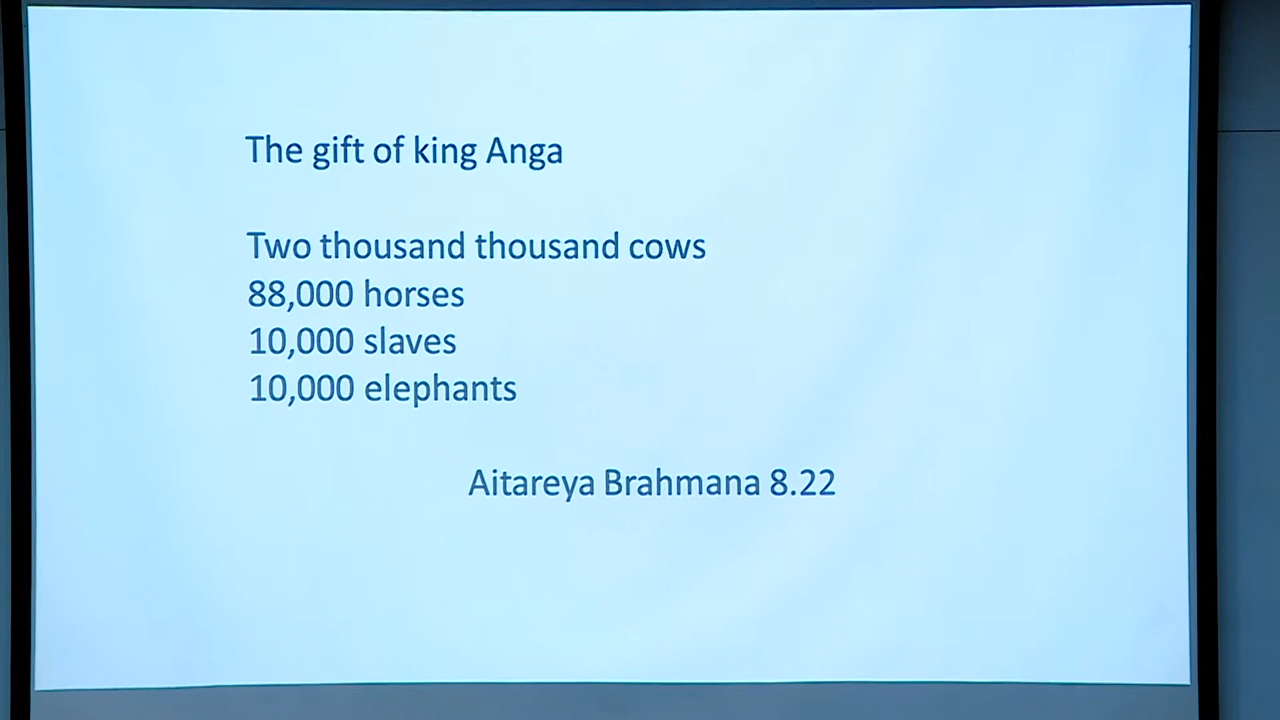 The gift of king Anga
Two thousand thousand cows
88,000 horses
10,000 slaves
10,000 elephants
Aitareya Brahmana 8.22